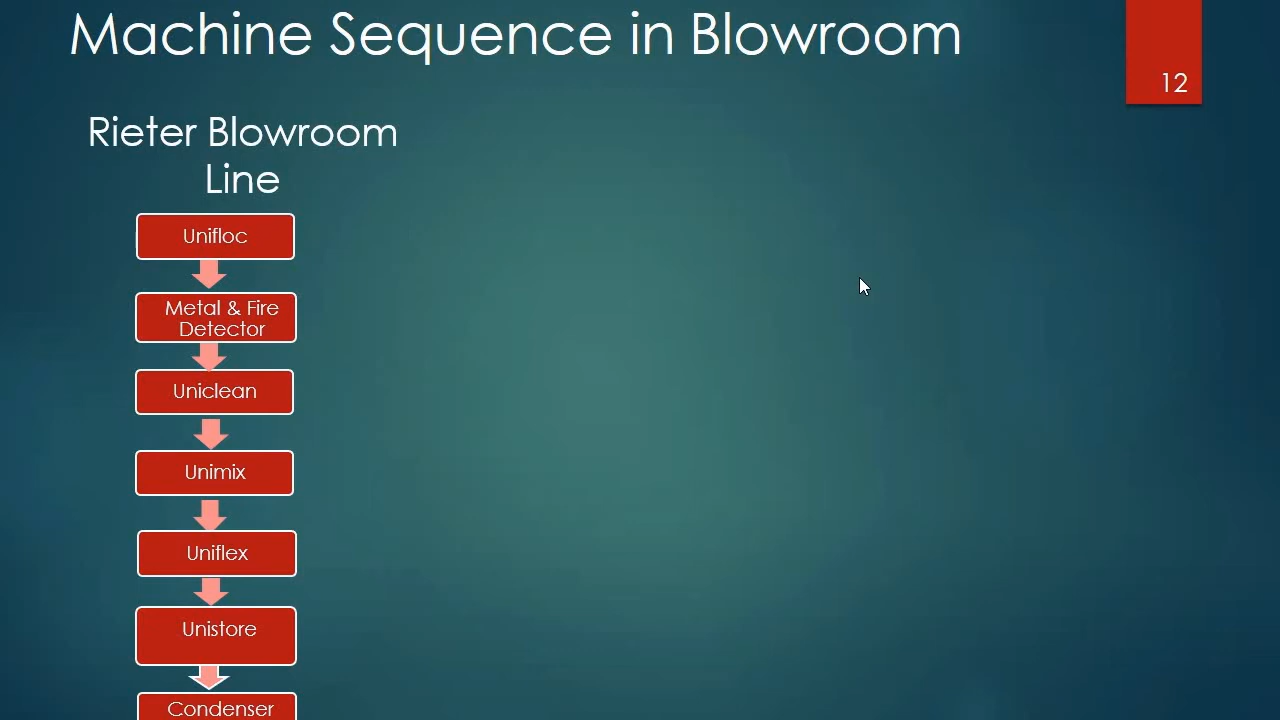 Machine Sequence in Blowroom
12
Rieter Blowroom
Line
Unifloc
Metal & Fire
Detector
Uniclean
Unimix
Uniflex
Unistore
Condenser